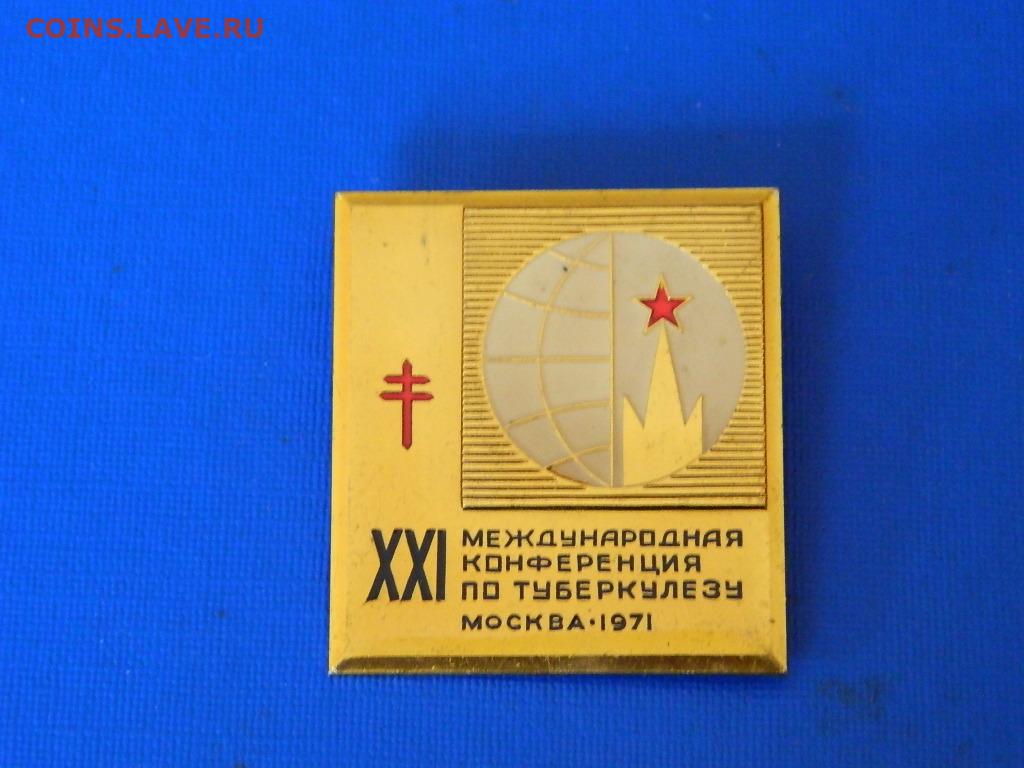 COINS.LAVE.RU
XXI МЕЖДУНАРОДНАЯ
КОНФЕРЕНЦИЯ
ПО ТУБЕРКУЛЕЗУ
МОСКВА·1971